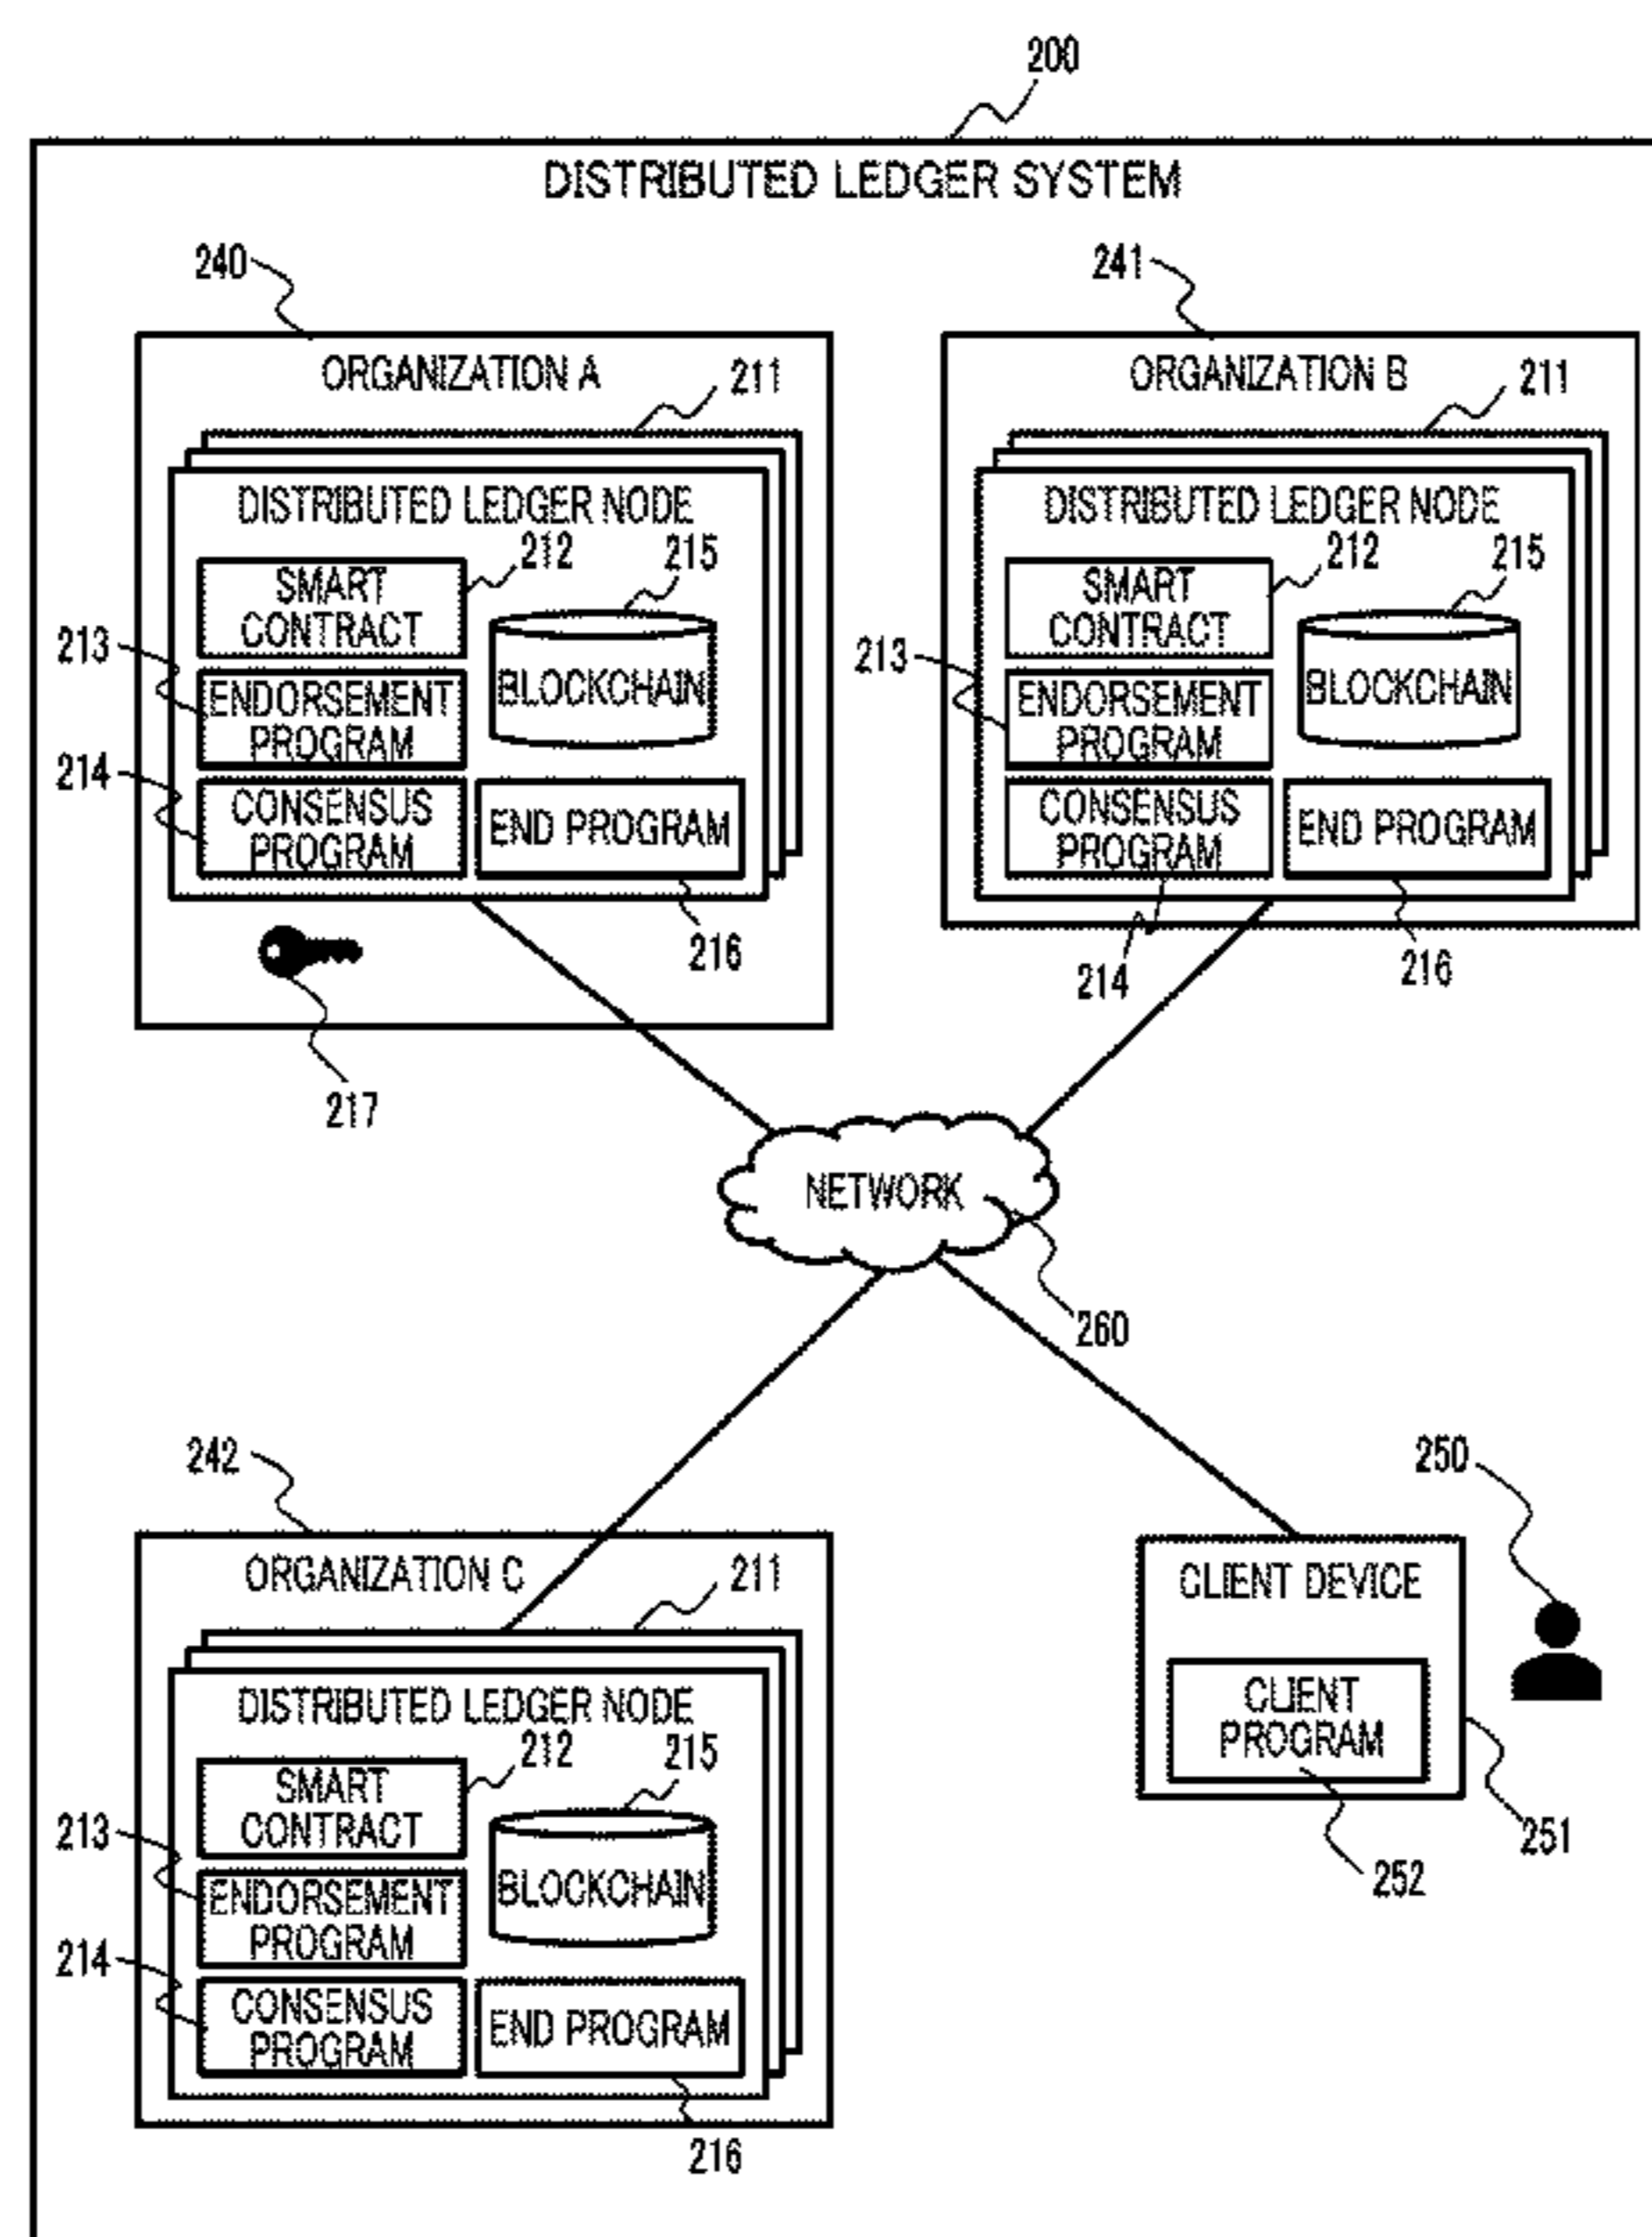 200
DISTRIBUTED LEDGER SYSTEM
240
ORGANIZATION A
211
DISTRIBUTED LEDGER NODE
212
215
SMART
CONTRACT
BLOCKCHAIN
213
ENDORSEMENT
PROGRAM
214
CONSENSUS
PROGRAM
END PROGRAM
216
217
241
ORGANIZATION B
211
DISTRIBUTED LEDGER NODE
212
215
SMART
CONTRACT
BLOCKCHAIN
213
ENDORSEMENT
PROGRAM
CONSENSUS
PROGRAM
END PROGRAM
214
216
NETWORK
260
242
ORGANIZATION C
211
DISTRIBUTED LEDGER NODE
212
215
SMART
CONTRACT
BLOCKCHAIN
213
ENDORSEMENT
PROGRAM
214
CONSENSUS
PROGRAM
END PROGRAM
216
250
CLIENT DEVICE
CLIENT
PROGRAM
251
252